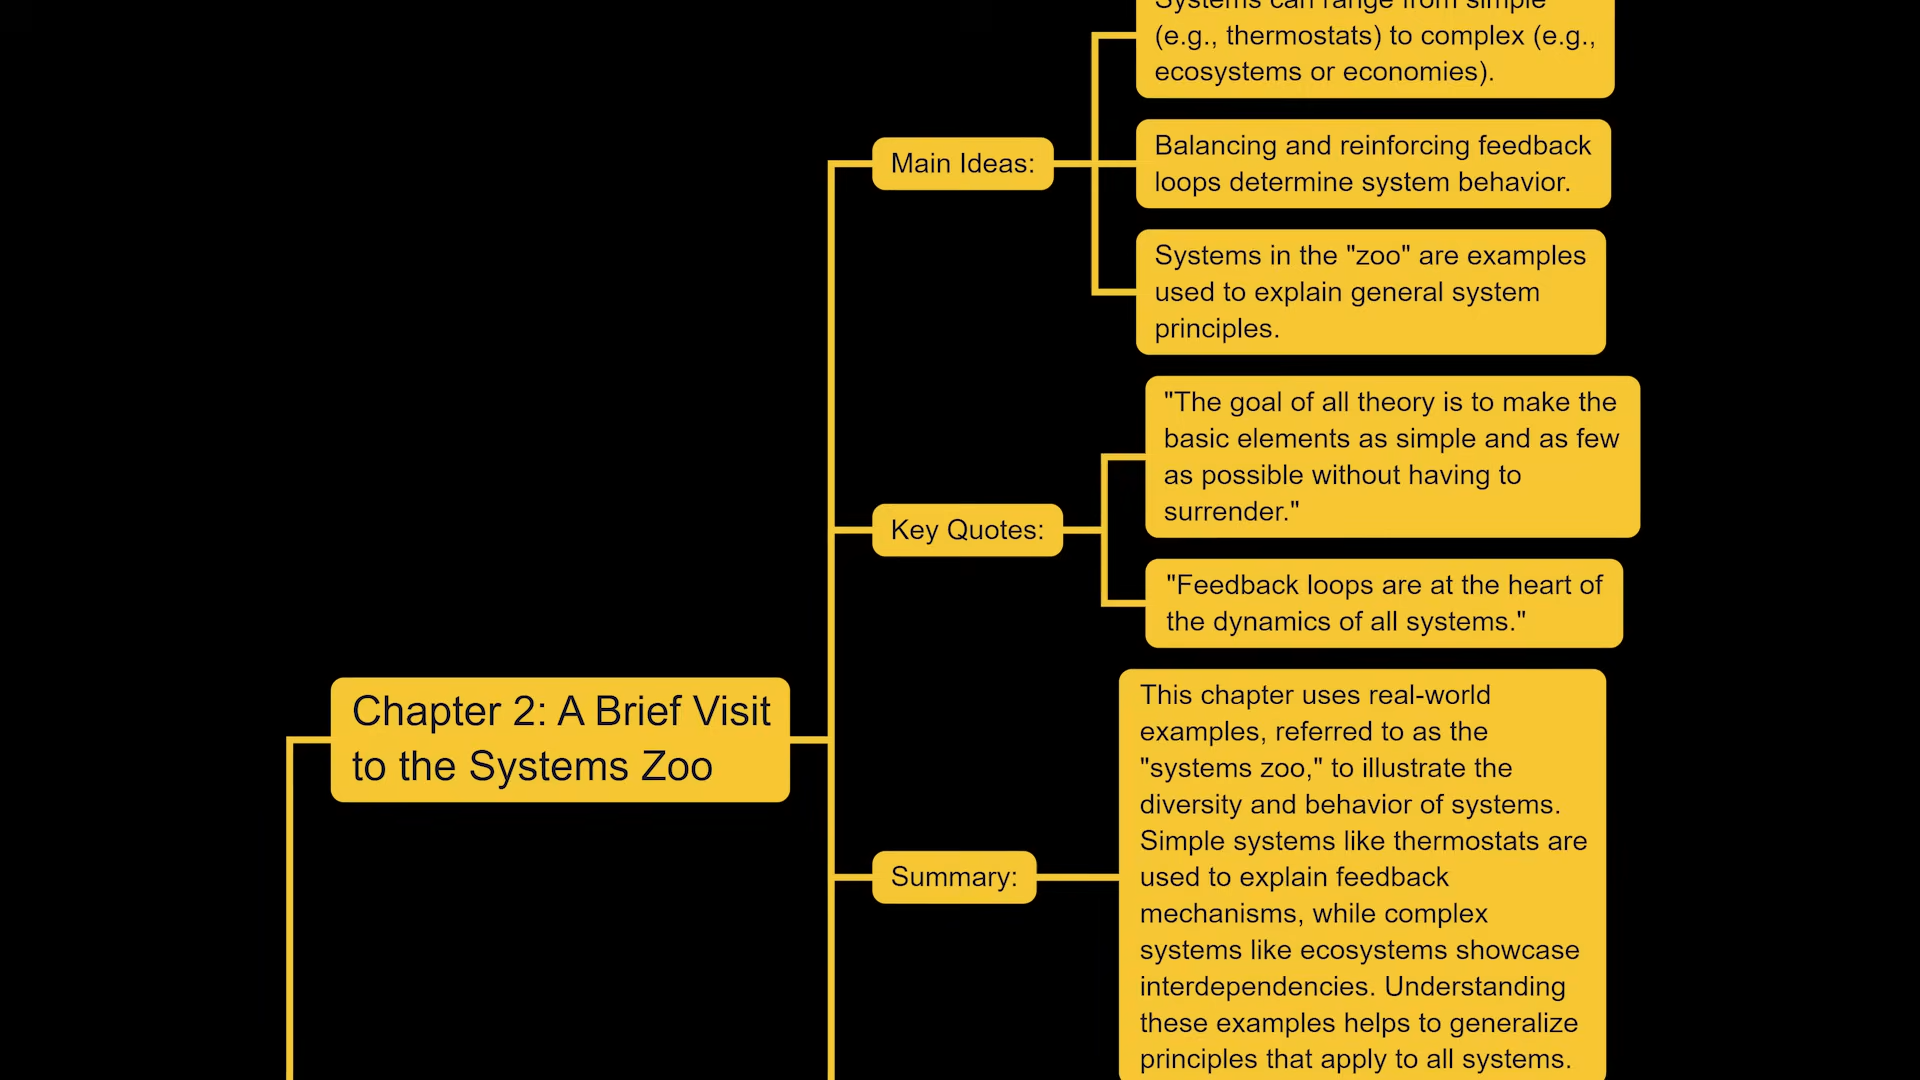 Systems can range from simple
(e.g., thermostats) to complex (e.g.,
ecosystems or economies).
Main Ideas:
Balancing and reinforcing feedback
loops determine system behavior.
Systems in the "zoo" are examples
used to explain general system
principles.
"The goal of all theory is to make the
basic elements as simple and as few
as possible without having to
surrender."
Key Quotes:
"Feedback loops are at the heart of
the dynamics of all systems."
Chapter 2: A Brief Visit
to the Systems Zoo
This chapter uses real-world
examples, referred to as the
"systems zoo," to illustrate the
diversity and behavior of systems.
Simple systems like thermostats are
used to explain feedback
mechanisms, while complex
systems like ecosystems showcase
interdependencies. Understanding
these examples helps to generalize
principles that apply to all systems.
Summary: